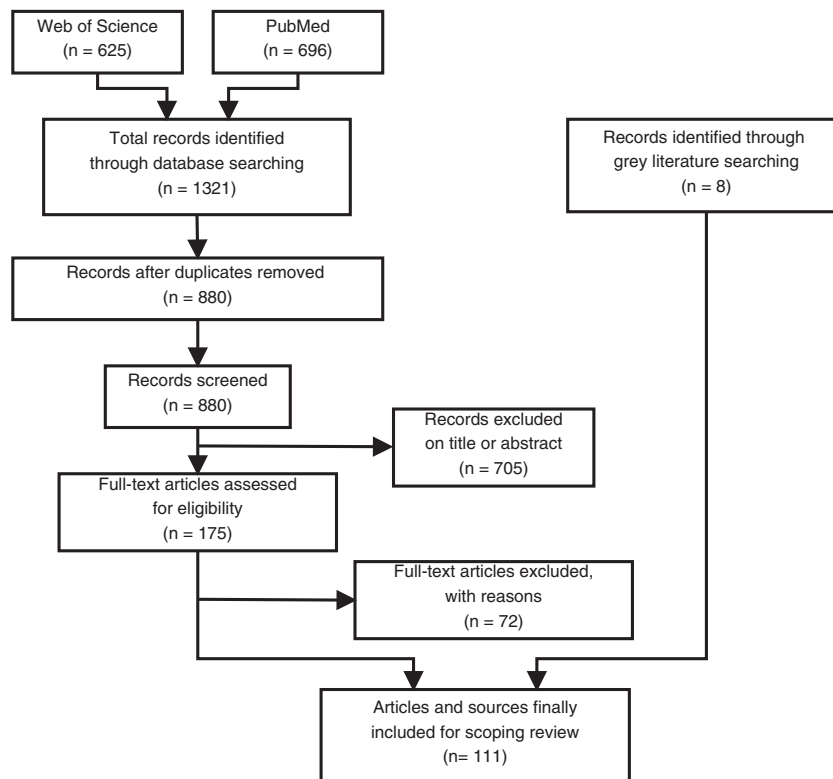 Web of Science
(n = 625)
PubMed
(n = 696)
Total records identified
through database searching
(n = 1321)
Records identified through
grey literature searching
(n = 8)
Records after duplicates removed
(n = 880)
Records screened
(n = 880)
Records excluded
on title or abstract
(n = 705)
Full-text articles assessed
for eligibility
(n = 175)
Full-text articles excluded,
with reasons
(n = 72)
Articles and sources finally
included for scoping review
(n= 111)